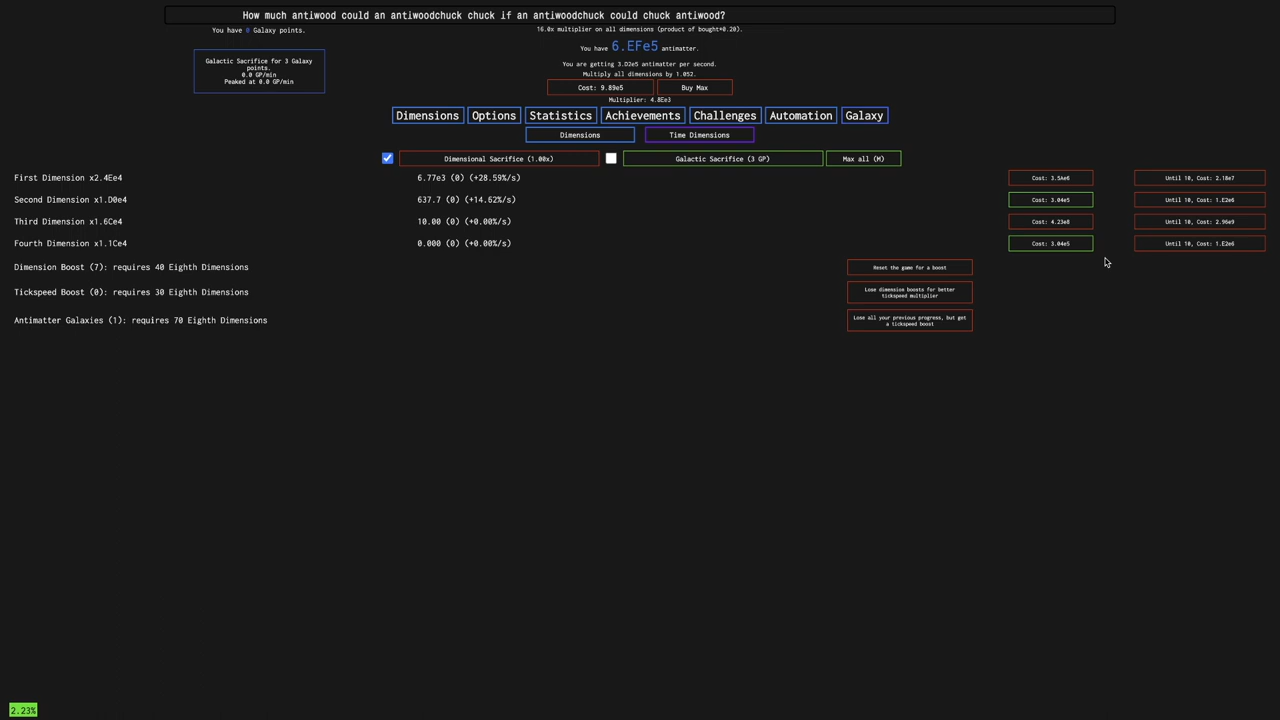 How much antiwood could an antiwoodchuck chuck if an antiwoodchuck could chuck antiwood?
You have 0 Galaxy points.
16.0x multiplier on all dimensions (product of bought+0.20).
You have 6.EFe5 antimatter.
Galactic Sacrifice for 3 Galaxy
points.
0.0 GP/min
Peaked at 0.0 GP/min
You are getting 3.D2e5 antimatter per second.
Multiply all dimensions by 1.052.
Cost: 9.89e5
Buy Max
Multiplier: 4.8Ee3
Dimensions Options Statistics Achievements Challenges Automation Galaxy
Dimensions Time Dimensions
Dimensional Sacrifice (1.00x) Galactic Sacrifice (3 GP) Max all (M)
First Dimension x2.4Ee4 6.77e3 (0) (+28.59%/s) Cost: 3.5Ae6 Until 10, Cost: 2.18e7
Second Dimension x1.D0e4 637.7 (0) (+14.62%/s) Cost: 3.04e5 Until 10, Cost: 1.E2e6
Third Dimension x1.6Ce4 10.00 (0) (+0.00%/s) Cost: 4.23e8 Until 10, Cost: 2.96e9
Fourth Dimension x1.1Ce4 0.000 (0) (+0.00%/s) Cost: 3.04e5 Until 10, Cost: 1.E2e6
Dimension Boost (7): requires 40 Eighth Dimensions Reset the game for a boost
Tickspeed Boost (0): requires 30 Eighth Dimensions Lose dimension boosts for better
tickspeed multiplier
Antimatter Galaxies (1): requires 70 Eighth Dimensions Lose all your previous progress, but get
a tickspeed boost
2.23%